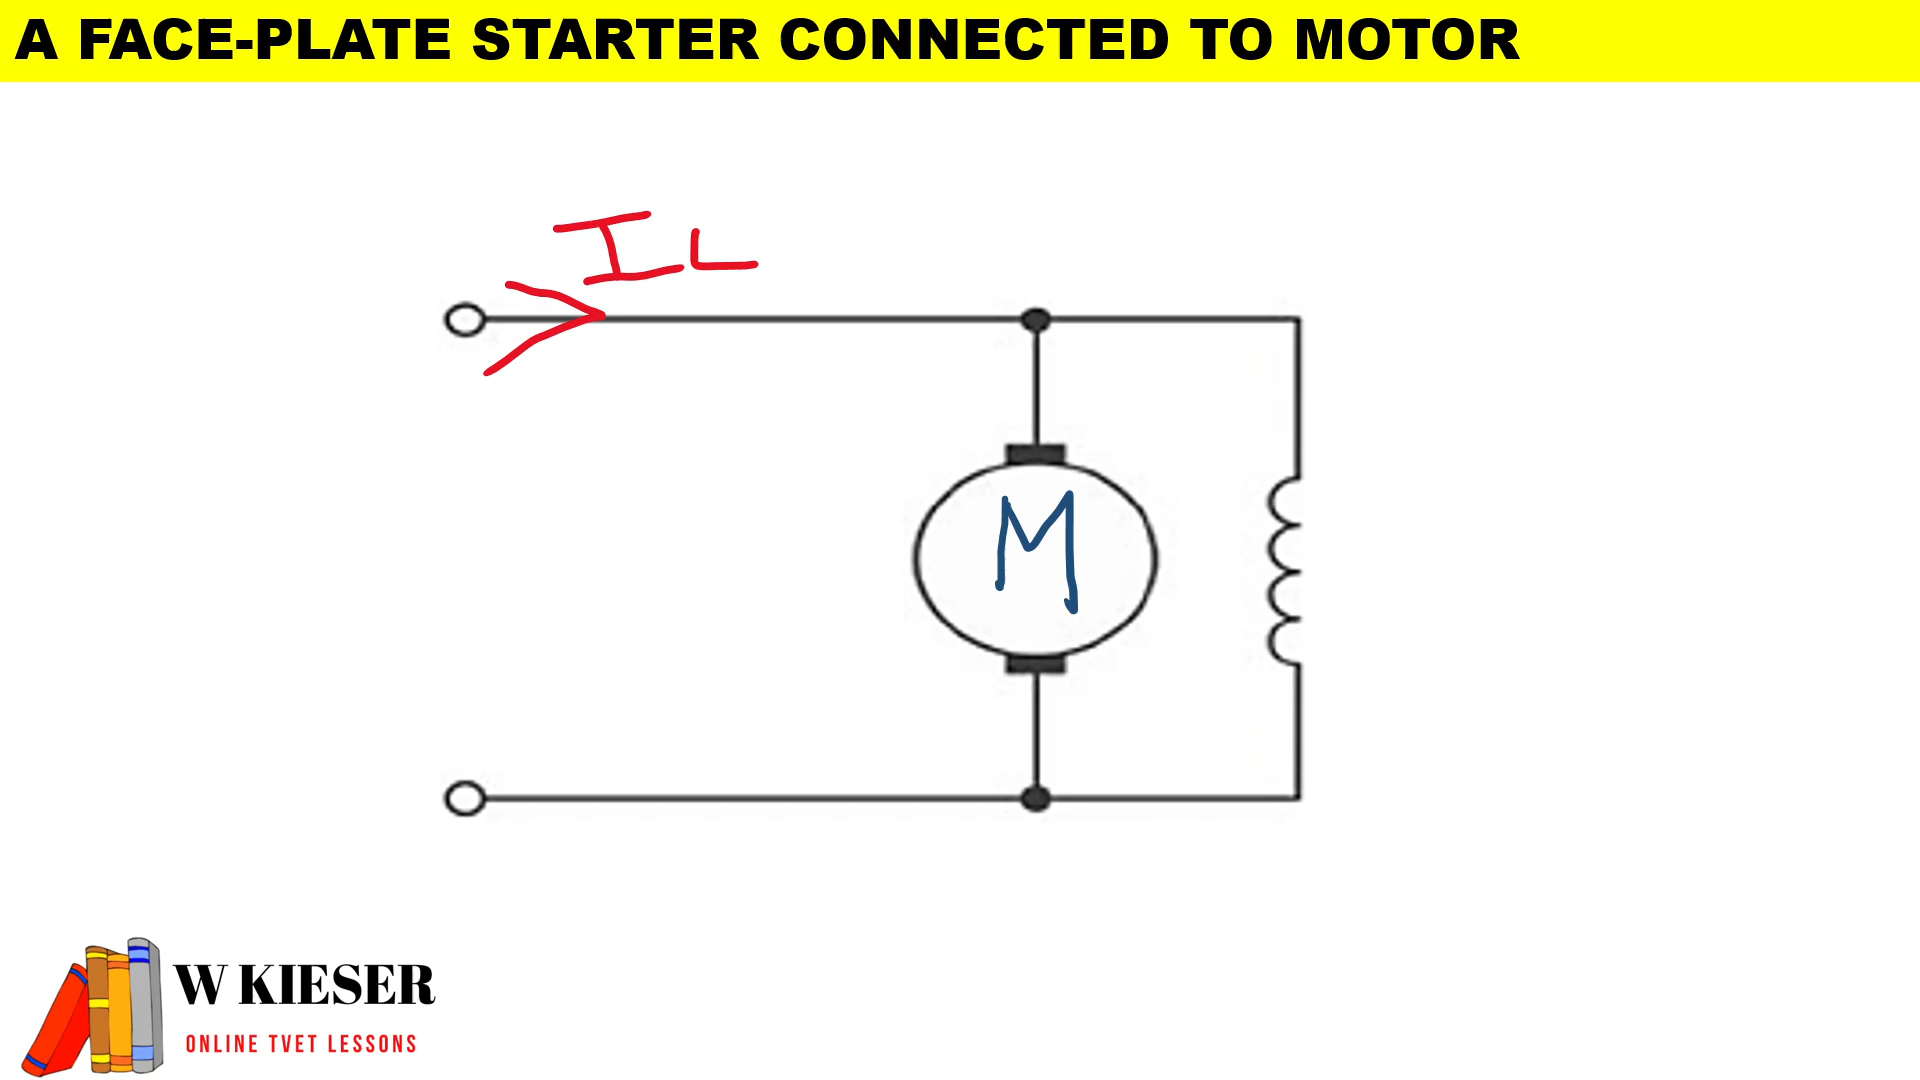 A FACE-PLATE STARTER CONNECTED TO MOTOR
IL
M
W KIESER
ONLINE TVET LESSONS